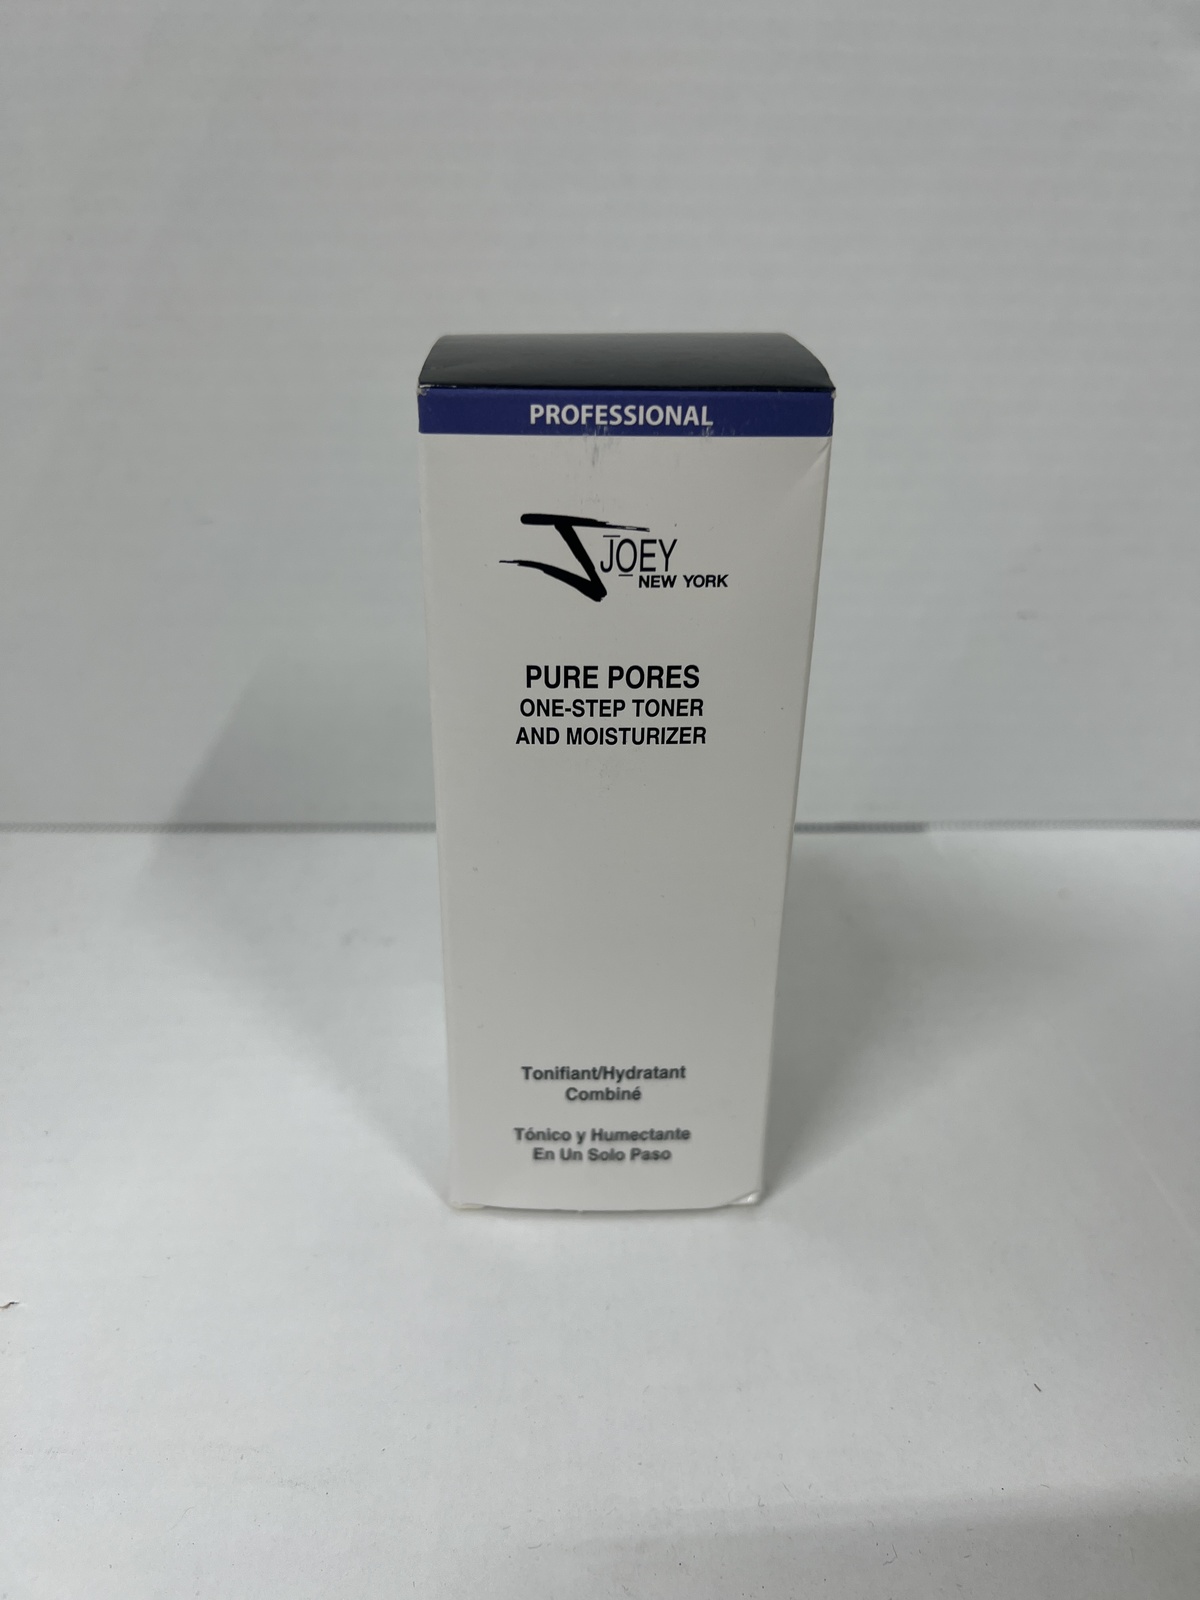 PROFESSIONAL
JOEY
NEW YORK
PURE PORES
ONE-STEP TONER
AND MOISTURIZER
Tonifiant/Hydratant
Combiné
Tónico y Humectante
En Un Solo Paso